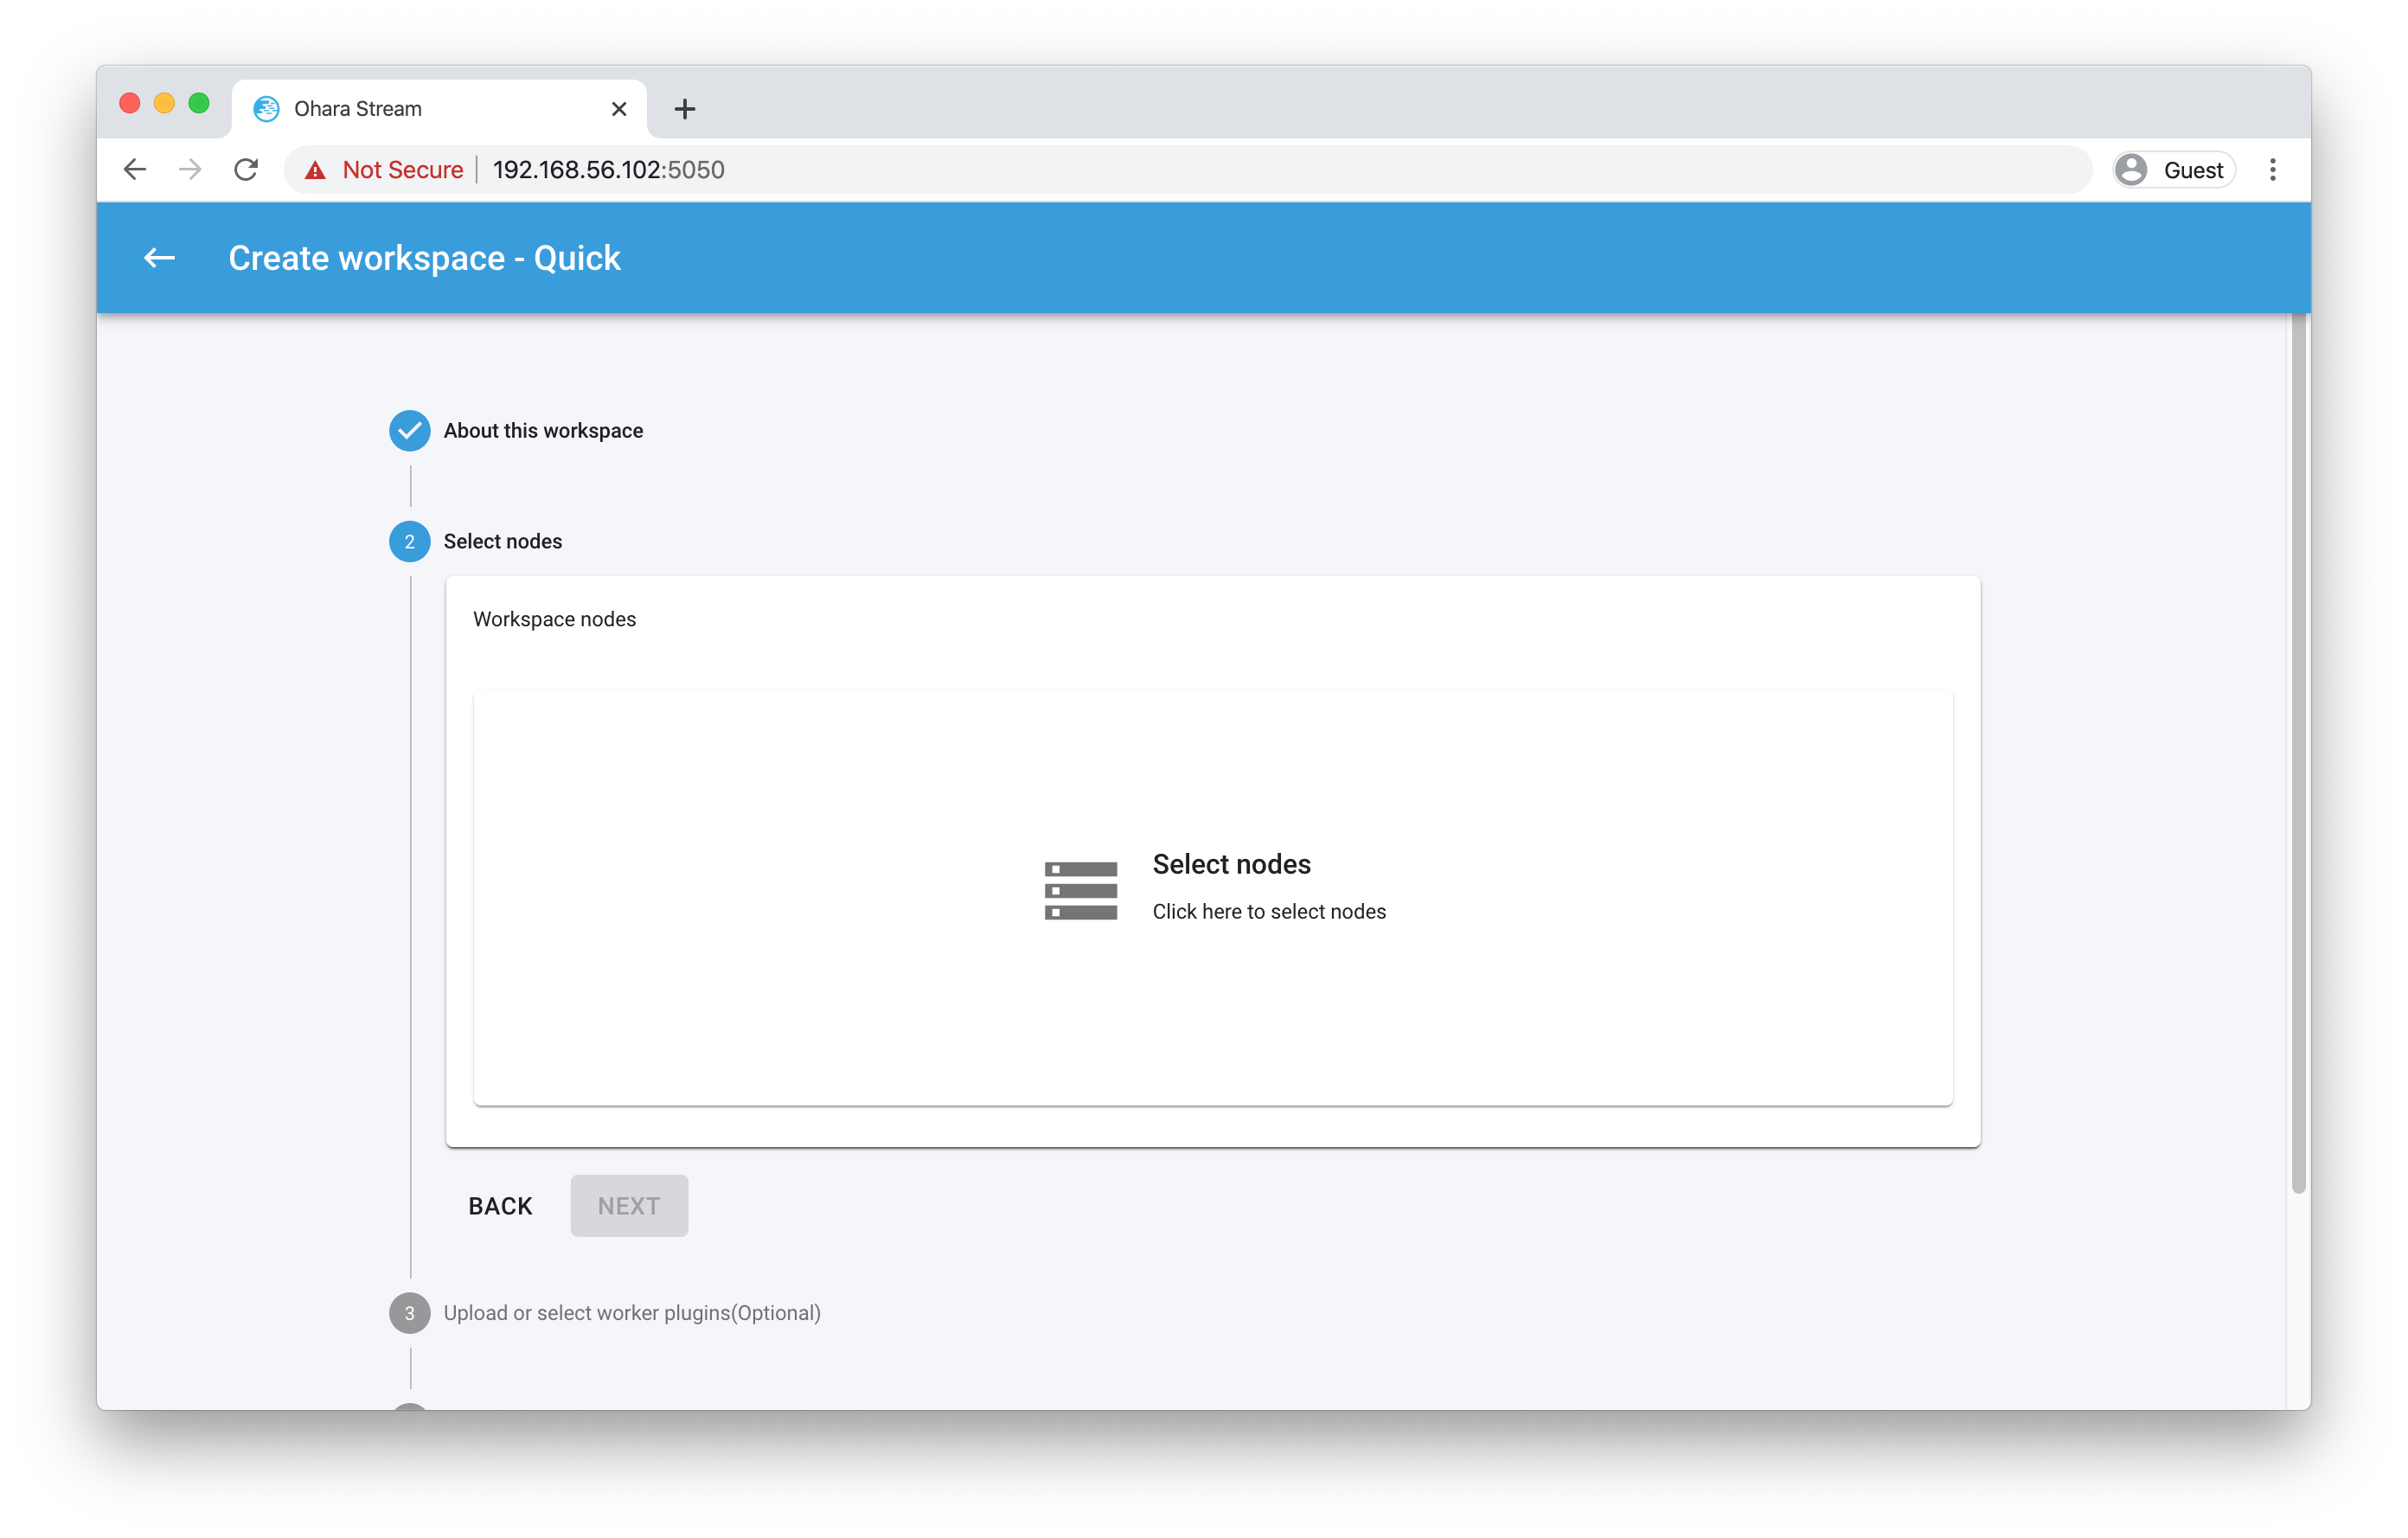 Ohara Stream
Not Secure 192.168.56.102:5050 Guest
Create workspace - Quick
About this workspace
2 Select nodes
Workspace nodes
Select nodes
Click here to select nodes
BACK NEXT
3 Upload or select worker plugins(Optional)